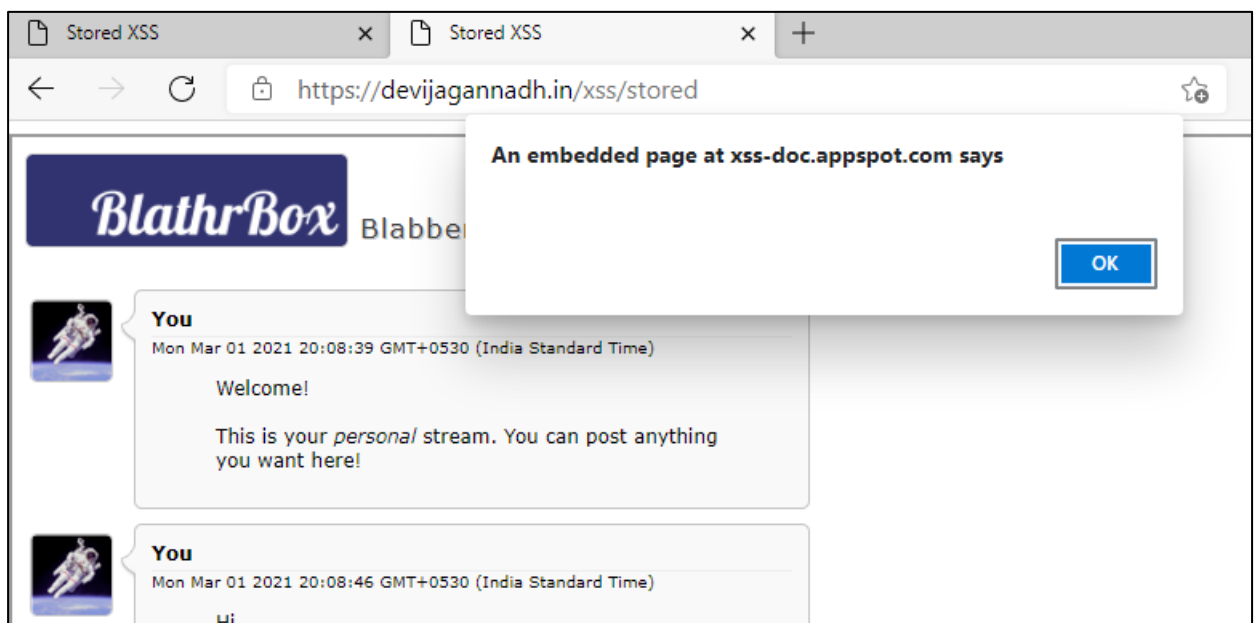 Stored XSS
Stored XSS
https://devijagannadh.in/xss/stored
An embedded page at xss-doc.appspot.com says
OK
BlathrBox
Blabbe
You
Mon Mar 01 2021 20:08:39 GMT+0530 (India Standard Time)
Welcome!
This is your personal stream. You can post anything
you want here!
You
Mon Mar 01 2021 20:08:46 GMT+0530 (India Standard Time)
Hi